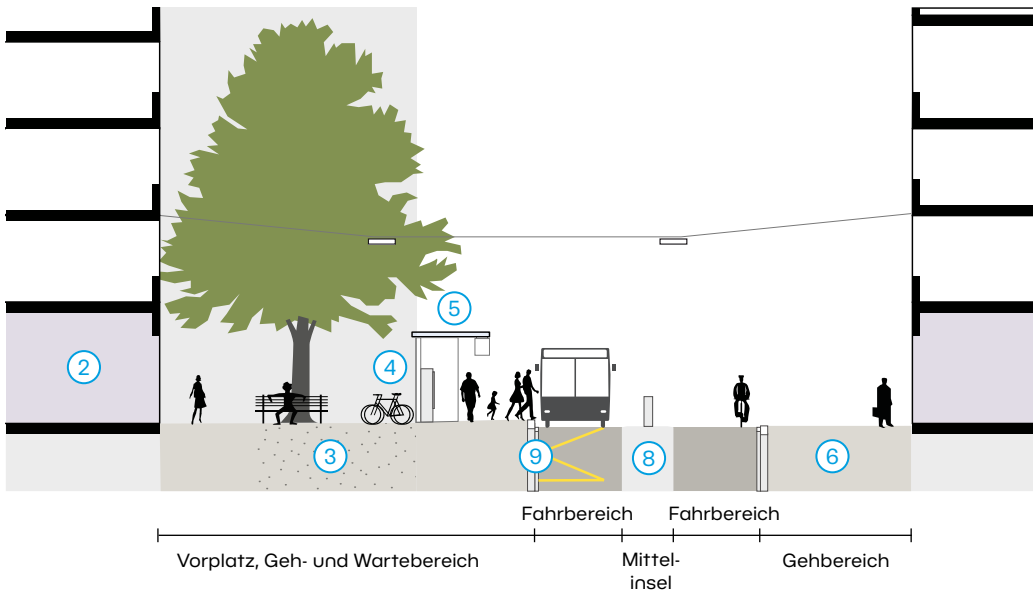 5
2
4
3
9
8
6
Fahrbereich
Fahrbereich
Vorplatz, Geh- und Wartebereich
Mittel-
insel
Gehbereich